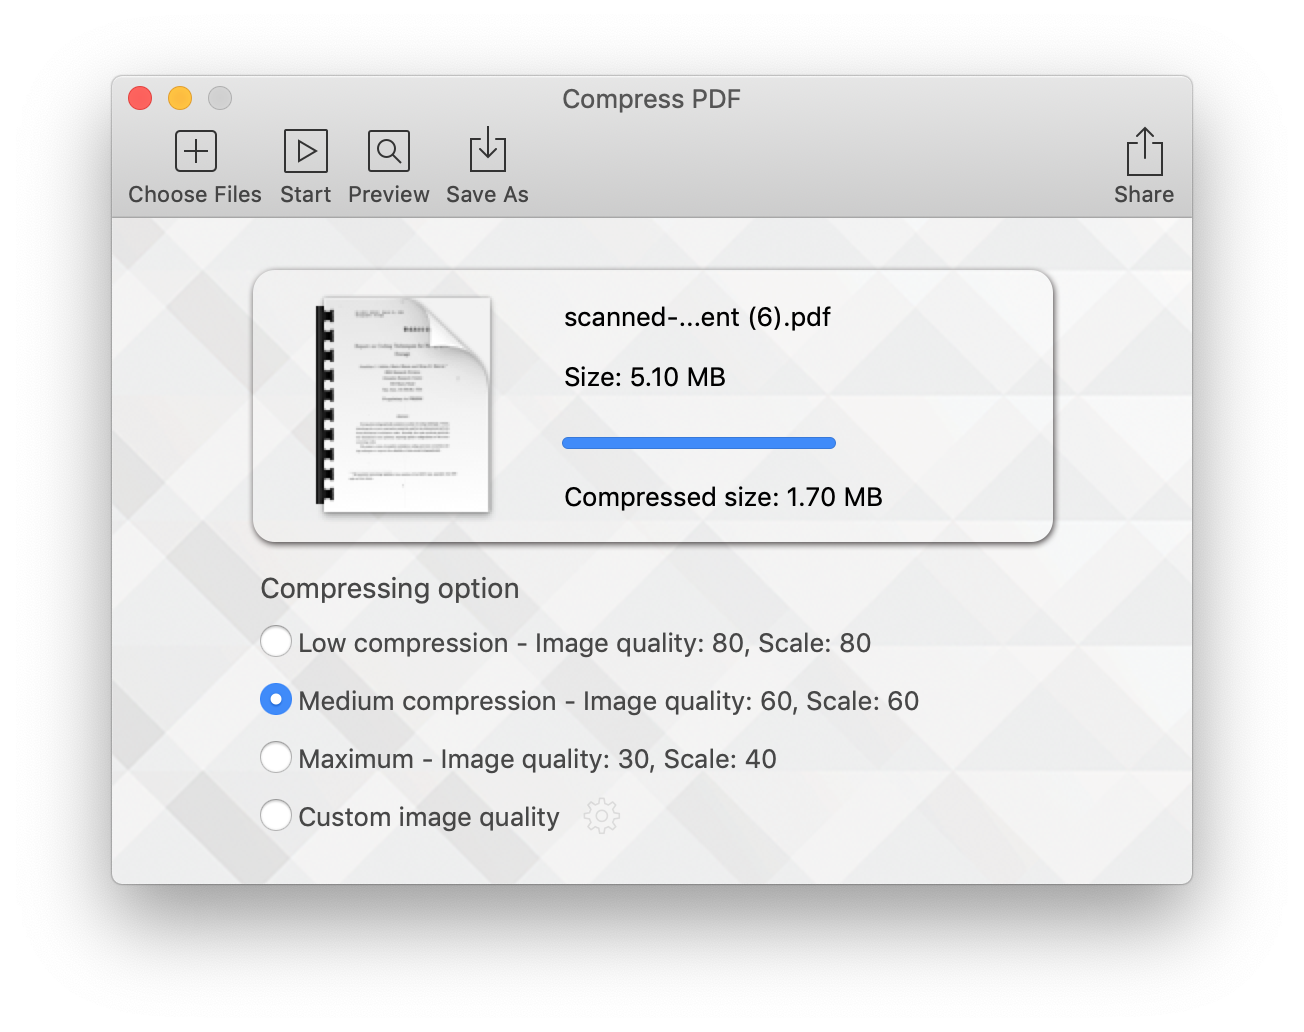 Compress PDF
Choose Files Start Preview Save As Share
scanned-...ent (6).pdf
Size: 5.10 MB
Compressed size: 1.70 MB
Compressing option
Low compression - Image quality: 80, Scale: 80
Medium compression - Image quality: 60, Scale: 60
Maximum - Image quality: 30, Scale: 40
Custom image quality